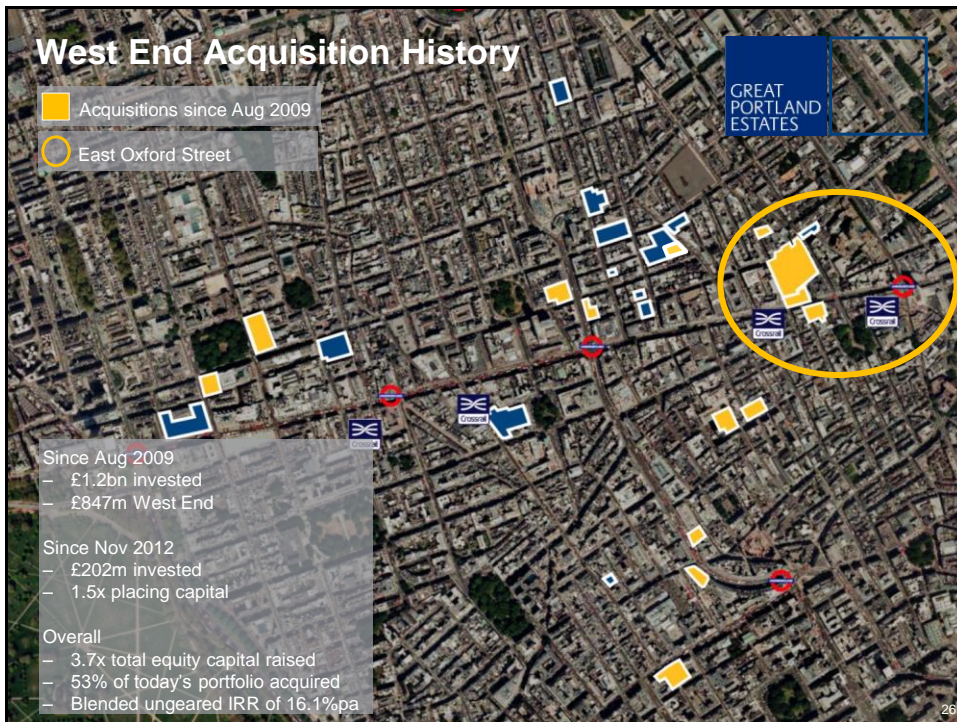 West End Acquisition History
Acquisitions since Aug 2009
East Oxford Street
GREAT
PORTLAND
ESTATES
Crossrail
Crossrail
Crossrail
Crossrail
Since Aug 2009
– £1.2bn invested
– £847m West End
Since Nov 2012
– £202m invested
– 1.5x placing capital
Overall
– 3.7x total equity capital raised
– 53% of today's portfolio acquired
– Blended ungeared IRR of 16.1%pa
26